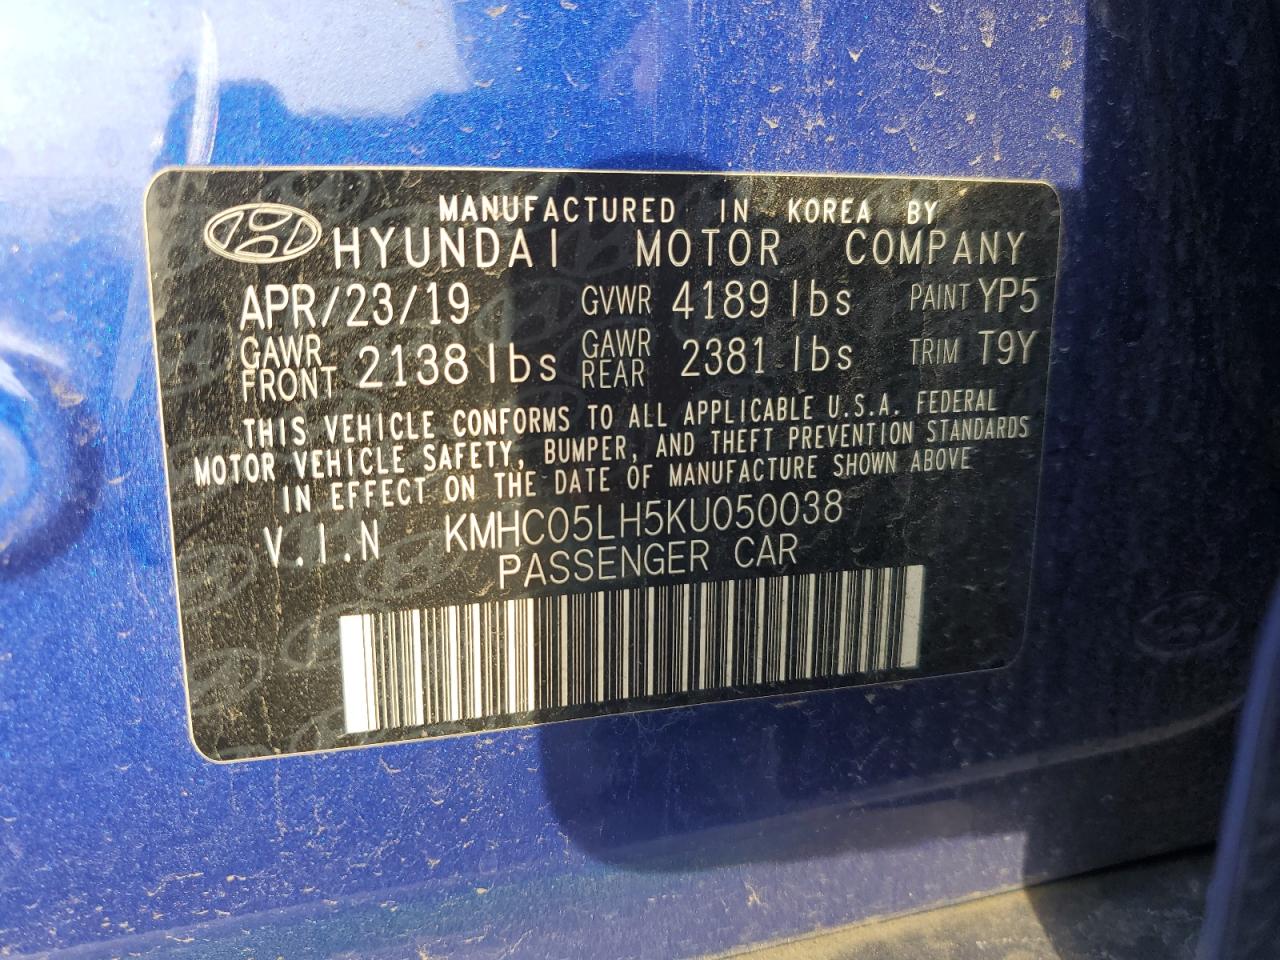 MANUFACTURED IN KOREA BY
HYUNDAI MOTOR COMPANY
APR/23/19 GVWR 4189 lbs PAINT YP5
GAWR FRONT 2138 lbs GAWR REAR 2381 lbs TRIM T9Y
THIS VEHICLE CONFORMS TO ALL APPLICABLE U.S.A. FEDERAL
MOTOR VEHICLE SAFETY, BUMPER, AND THEFT PREVENTION STANDARDS
IN EFFECT ON THE DATE OF MANUFACTURE SHOWN ABOVE
V.I.N KMHC05LH5KU050038
PASSENGER CAR